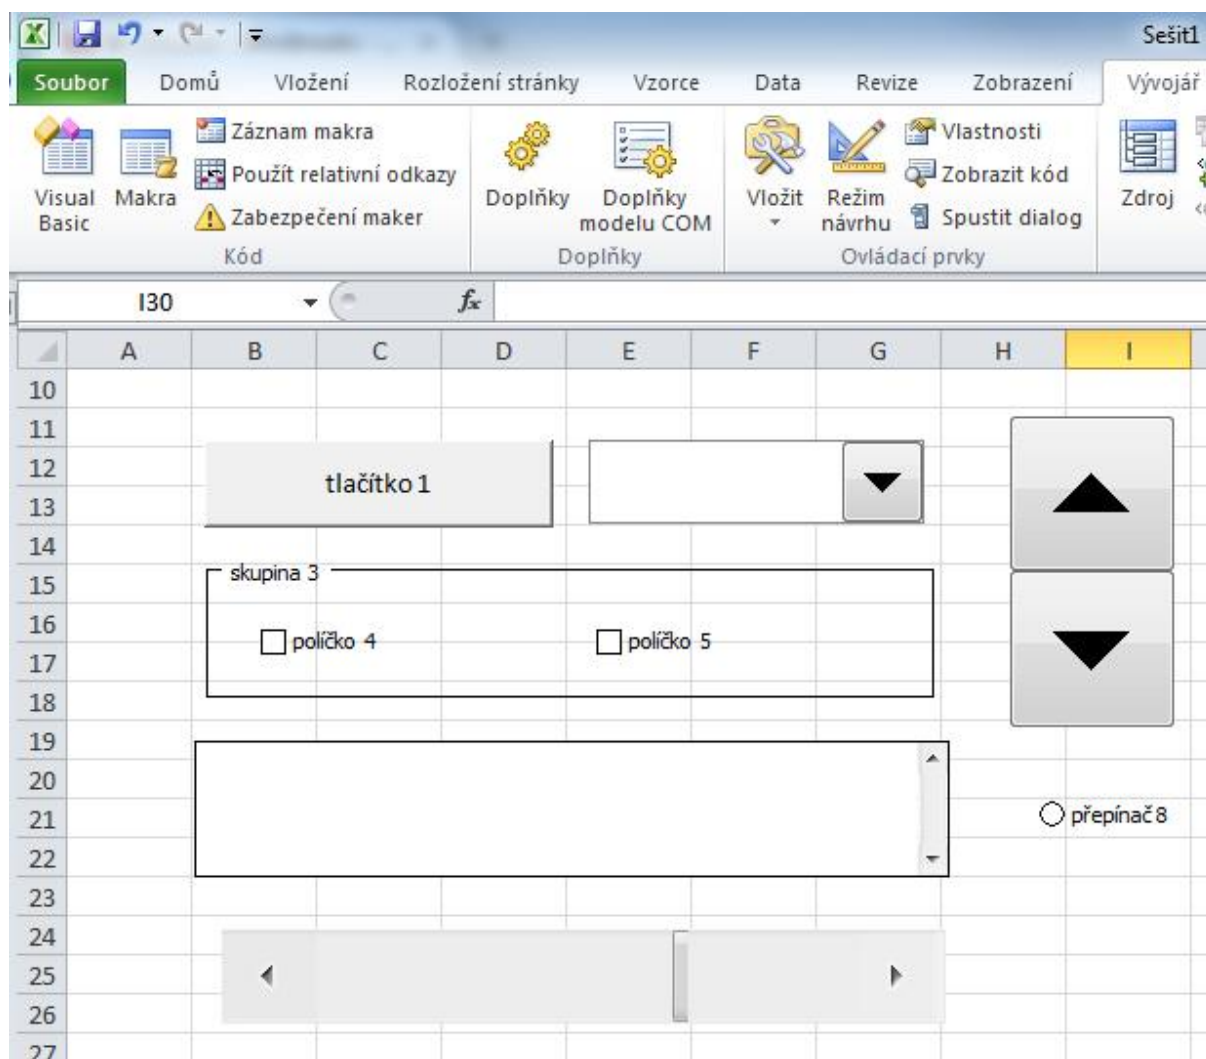 Sešit1
Soubor Domů Vložení Rozložení stránky Vzorce Data Revize Zobrazení Vývojář
Visual Basic
Makra
Záznam makra
Použít relativní odkazy
Zabezpečení maker
Kód
Doplňky
Doplňky modelu COM
Doplňky
Vložit
Režim návrhu
Vlastnosti
Zobrazit kód
Spustit dialog
Ovládací prvky
Zdroj
I30
fx
A B C D E F G H I
10
11
12
tlačítko 1
13
14
skupina 3
15
16
políčko 4 políčko 5
17
18
19
20
21
přepínač 8
22
23
24
25
26
27